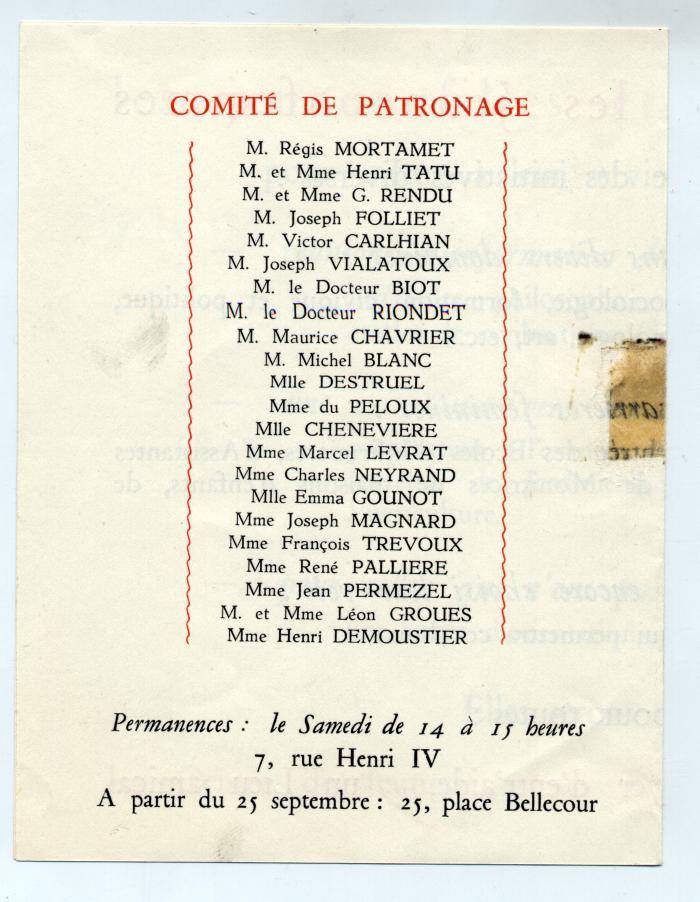 COMITÉ DE PATRONAGE
M. Régis MORTAMET
M. et Mme Henri TATU
M. et Mme G. RENDU
M. Joseph FOLLIET
M. Victor CARLHIAN
M. Joseph VIALATOUX
M. le Docteur BIOT
M. le Docteur RIONDET
M. Maurice CHAVRIER
M. Michel BLANC
Mlle DESTRUEL
Mme du PELOUX
Mlle CHENEVIERE
Mme Marcel LEVRAT
Mme Charles NEYRAND
Mlle Emma GOUNOT
Mme Joseph MAGNARD
Mme François TREVOUX
Mme René PALLIERE
Mme Jean PERMEZEL
M. et Mme Léon GROUES
Mme Henri DEMOUSTIER
Permanences : le Samedi de 14 à 15 heures
7, rue Henri IV
A partir du 25 septembre : 25, place Bellecour